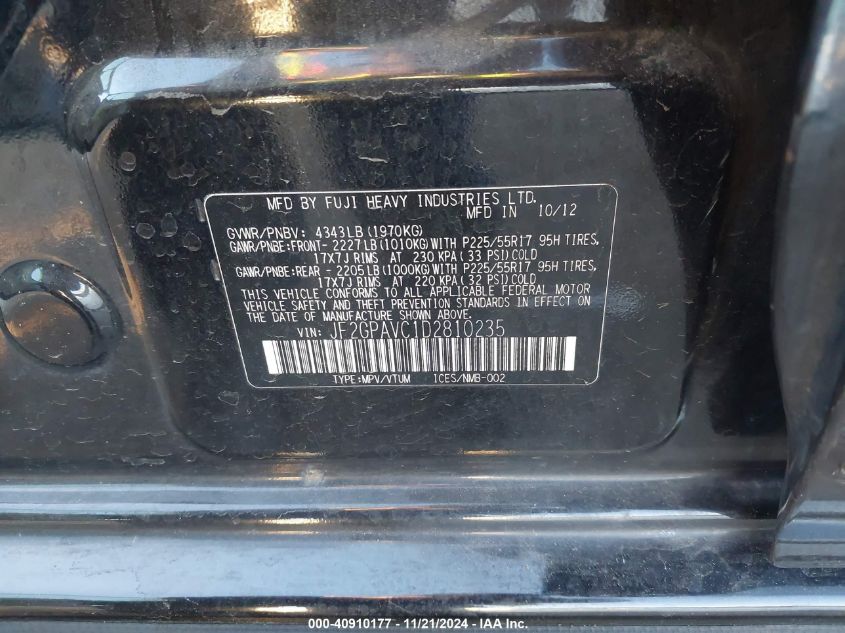 MFD BY FUJI HEAVY INDUSTRIES LTD.
MFD IN 10/12
GVWR/PNBV: 4343LB(1970KG)
GAWR/PNBE:FRONT- 2227LB(1010KG)WITH P225/55R17 95H TIRES,
17X7J RIMS AT 230 KPA(33 PSI)COLD
GAWR/PNBE:REAR - 2205LB(1000KG)WITH P225/55R17 95H TIRES,
17X7J RIMS AT 220 KPA(32 PSI)COLD
THIS VEHICLE CONFORMS TO ALL APPLICABLE FEDERAL MOTOR
VEHICLE SAFETY AND THEFT PREVENTION STANDARDS IN EFFECT ON
THE DATE OF MANUFACTURE SHOWN ABOVE.
VIN: JF2GPAVC1D2810235
TYPE:MPV/VTUM ICES/NMB-002
000-40910177 - 11/21/2024 - IAAI, Inc.